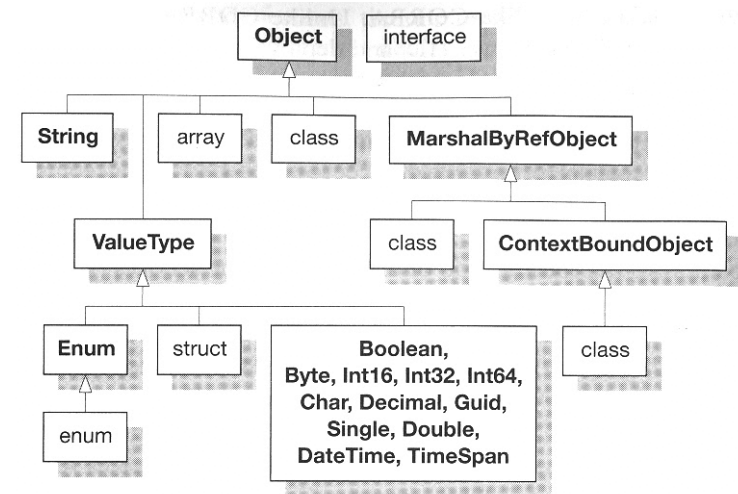 Object
interface
String
array
class
MarshalByRefObject
ValueType
class
ContextBoundObject
Enum
struct
Boolean,
Byte, Int16, Int32, Int64,
Char, Decimal, Guid,
Single, Double,
DateTime, TimeSpan
class
enum